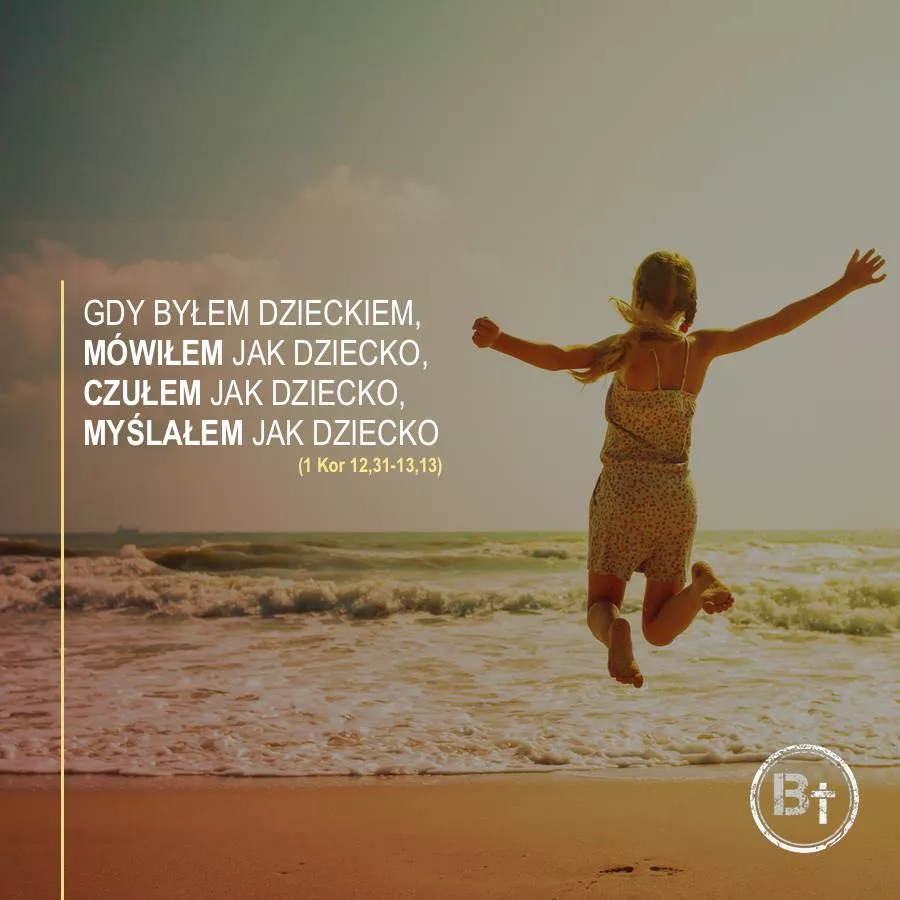 GDY BYŁEM DZIECKIEM,
MÓWIŁEM JAK DZIECKO,
CZUŁEM JAK DZIECKO,
MYŚLAŁEM JAK DZIECKO
(1 Kor 12,31-13,13)
B